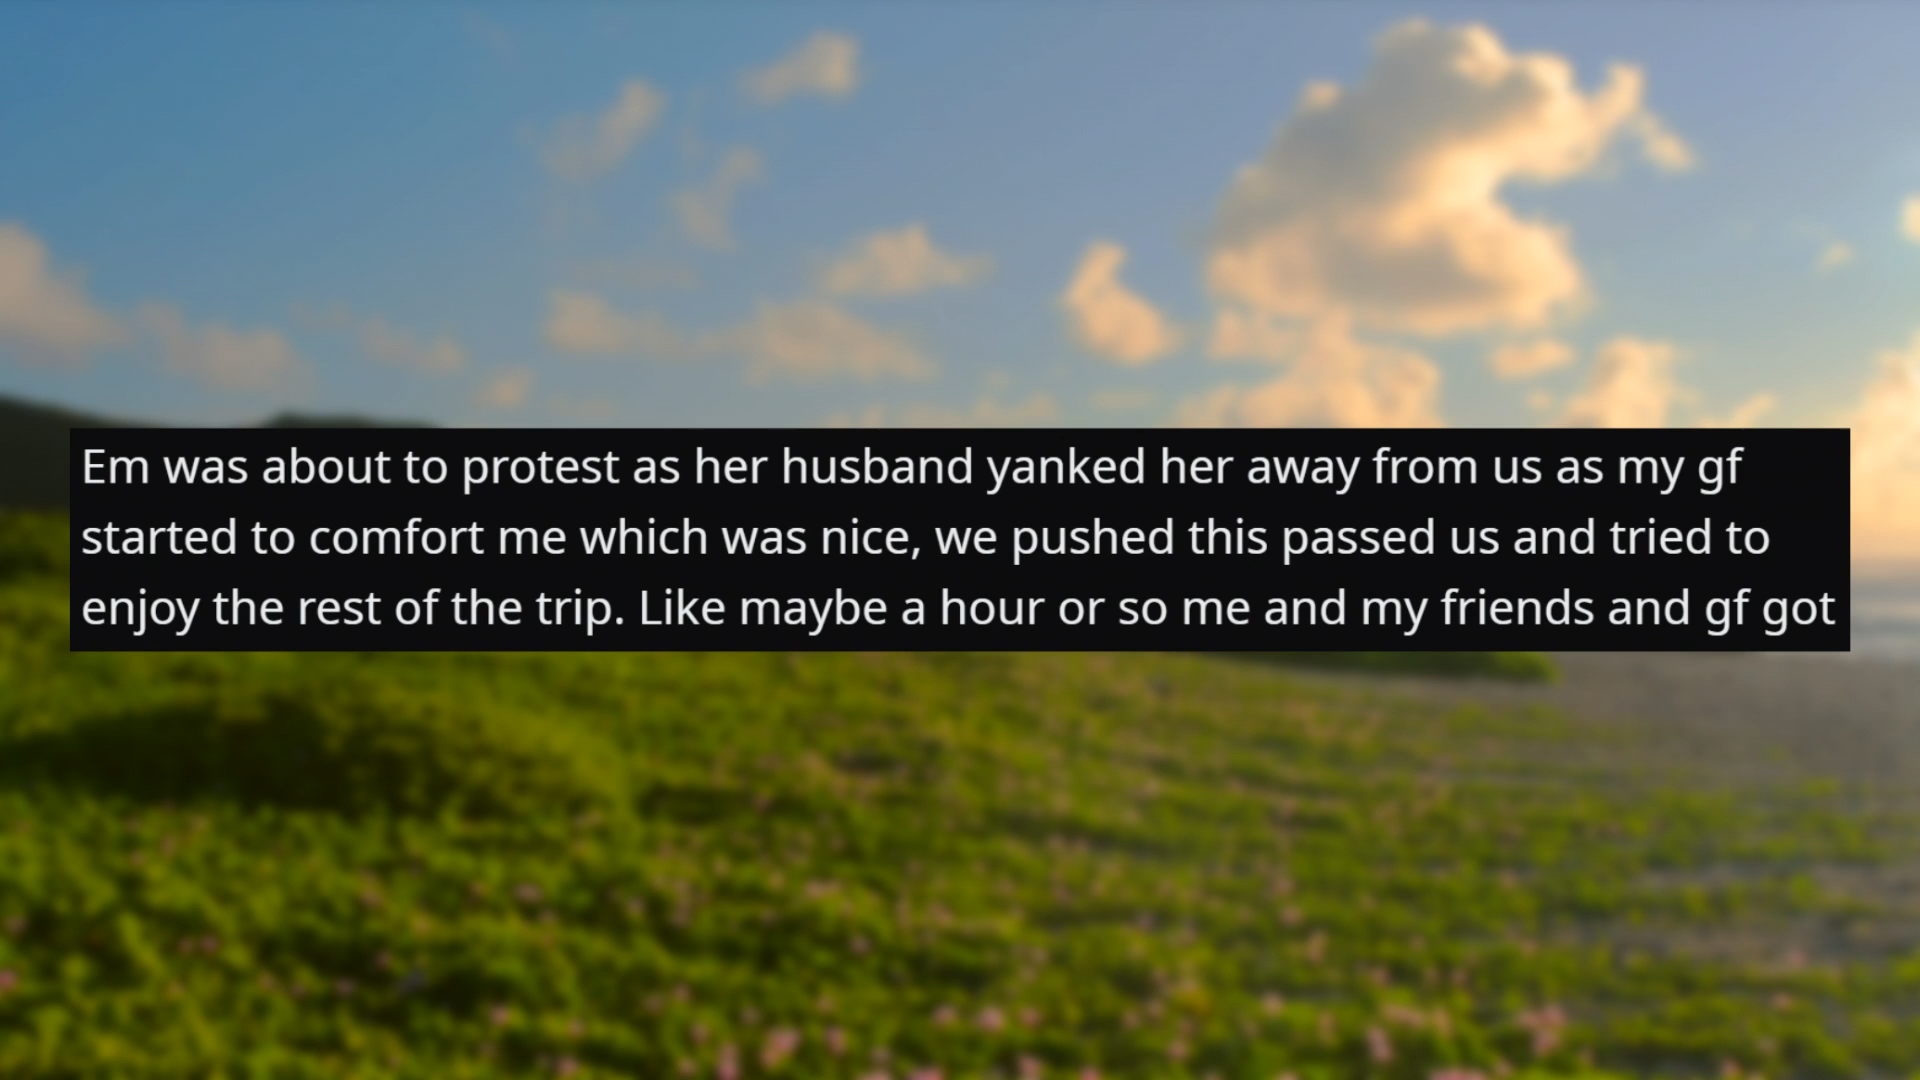 Em was about to protest as her husband yanked her away from us as my gf
started to comfort me which was nice, we pushed this passed us and tried to
enjoy the rest of the trip. Like maybe a hour or so me and my friends and gf got